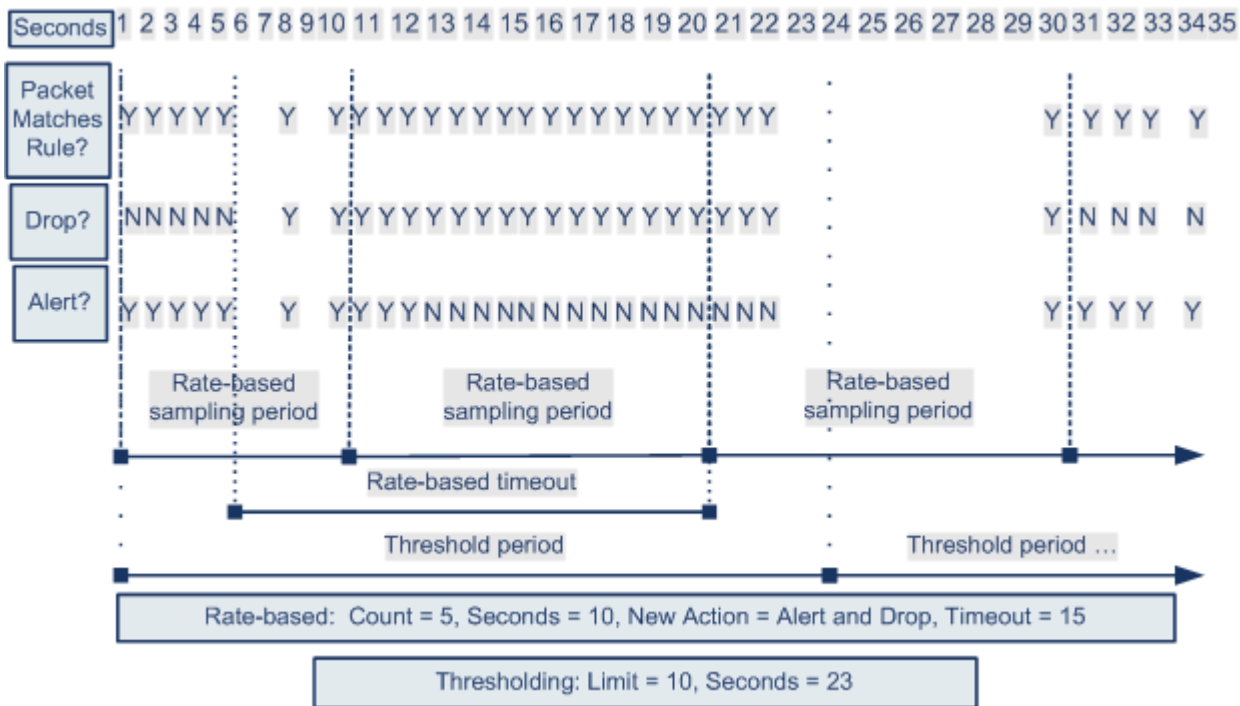 Seconds 1 2 3 4 5 6 7 8 9 10 11 12 13 14 15 16 17 18 19 20 21 22 23 24 25 26 27 28 29 30 31 32 33 34 35
Packet
Matches
Rule?
Y Y Y Y Y Y Y Y Y Y Y Y Y Y Y Y Y Y Y Y Y Y Y Y Y Y Y Y Y Y
Drop? N N N N N Y Y Y Y Y Y Y Y Y Y Y Y Y Y Y Y Y Y Y Y Y N N N N
Alert? Y Y Y Y Y Y Y Y Y Y N N N N N N N N N N N N N N N Y Y Y Y Y
Rate-based
sampling period
Rate-based
sampling period
Rate-based
sampling period
Rate-based timeout
Threshold period
Threshold period ...
Rate-based: Count = 5, Seconds = 10, New Action = Alert and Drop, Timeout = 15
Thresholding: Limit = 10, Seconds = 23